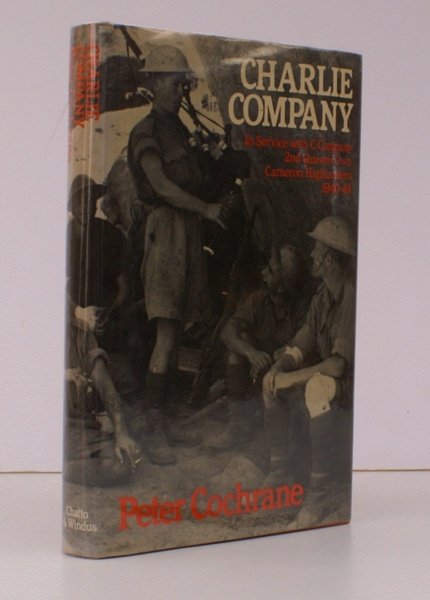 CHARLIE
COMPANY
In Service with C Company
2nd Queen's Own
Cameron Highlanders
1940-44
Peter Cochrane
Chatto
& Windus